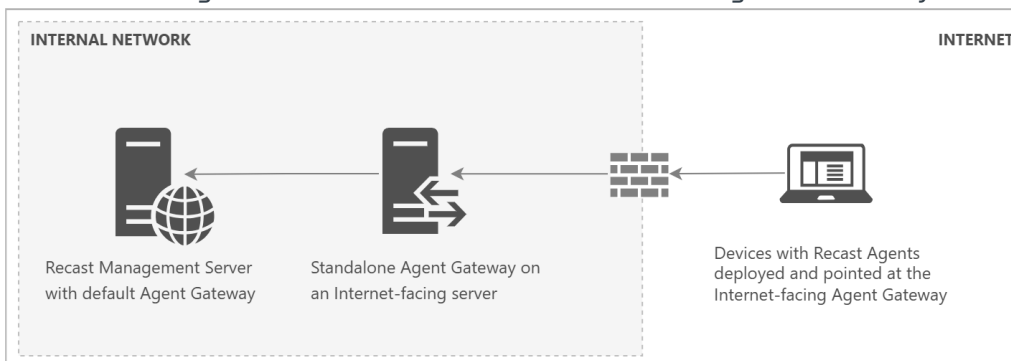 INTERNAL NETWORK
INTERNET
Recast Management Server
with default Agent Gateway
Standalone Agent Gateway on
an Internet-facing server
Devices with Recast Agents
deployed and pointed at the
Internet-facing Agent Gateway